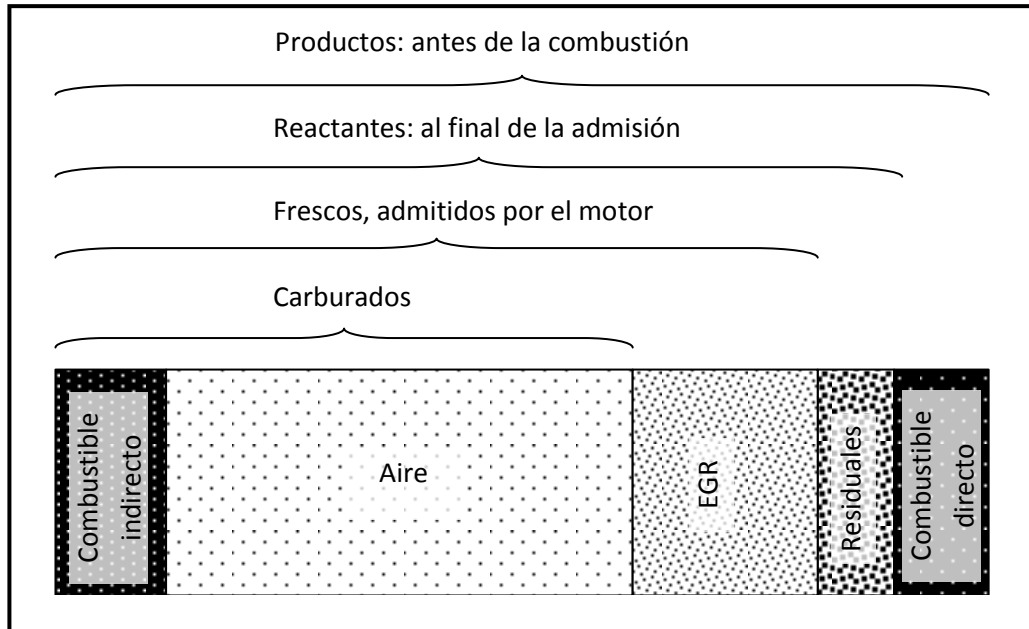 Productos: antes de la combustión
Reactantes: al final de la admisión
Frescos, admitidos por el motor
Carburados
Combustible
indirecto
Aire
EGR
Residuales
Combustible
directo